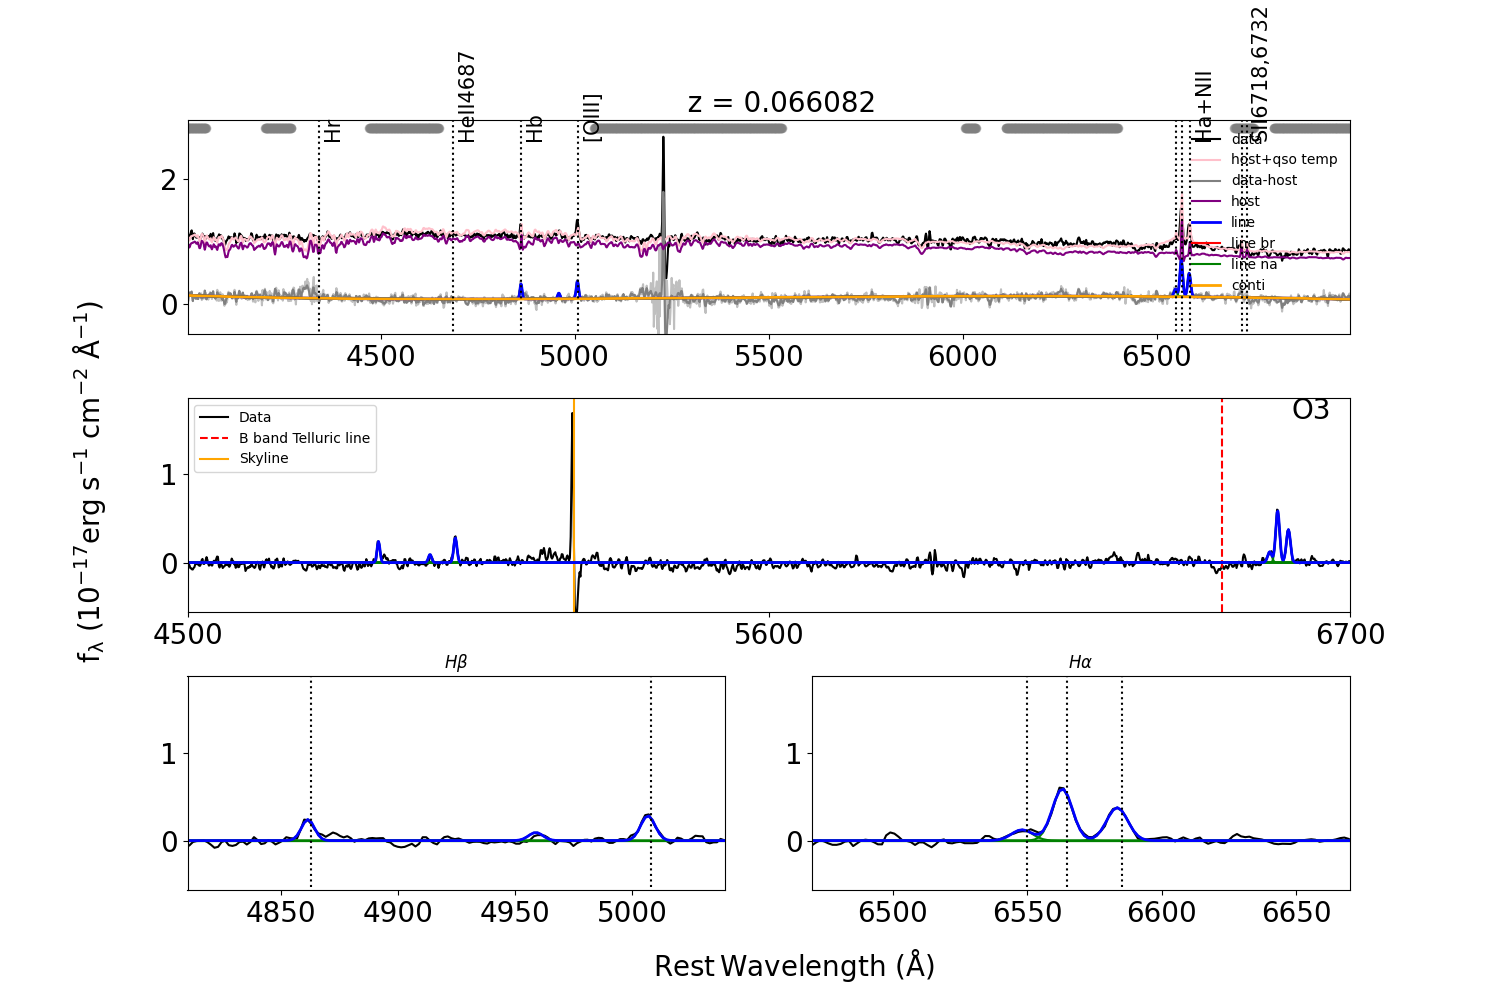 z = 0.066082
Hr
HeII4687
Hb
[OIII]
Ha+NII
SII6718,6732
data
host+qso temp
data-host
host
line
line br
line na
conti
2
0
4500 5000 5500 6000 6500
fλ (10⁻¹⁷erg s⁻¹ cm⁻² Å⁻¹)
O3
Data
B band Telluric line
Skyline
1
0
4500 5600 6700
Hβ
1
0
4850 4900 4950 5000
Hα
1
0
6500 6550 6600 6650
Rest Wavelength (Å)